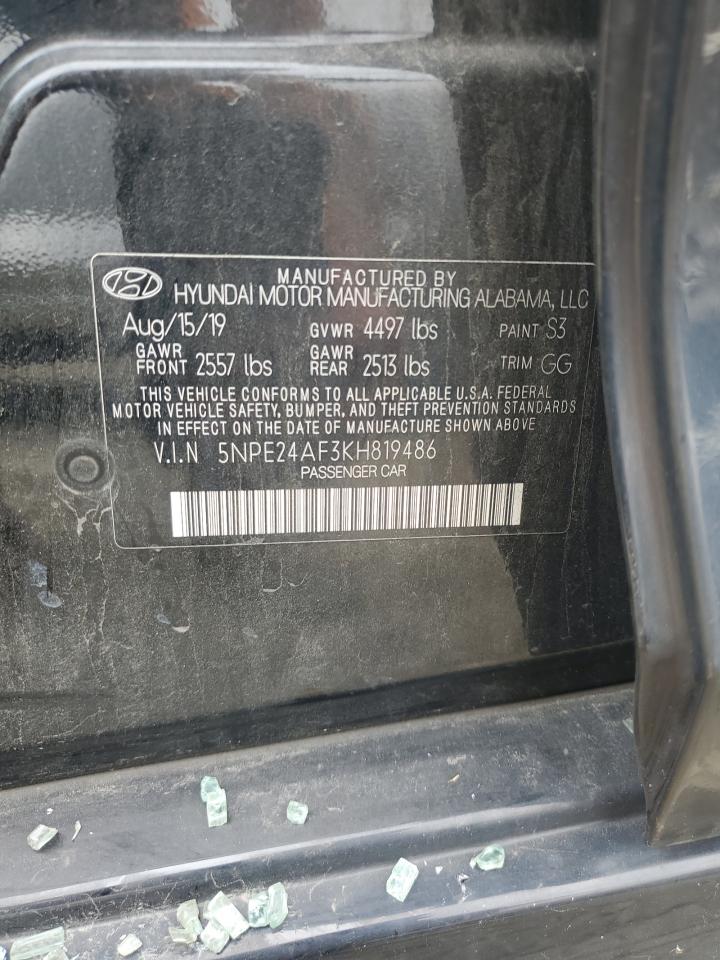 MANUFACTURED BY
HYUNDAI MOTOR MANUFACTURING ALABAMA, LLC
Aug/15/19 GVWR 4497 lbs PAINT S3
GAWR FRONT 2557 lbs GAWR REAR 2513 lbs TRIM GG
THIS VEHICLE CONFORMS TO ALL APPLICABLE U.S.A. FEDERAL
MOTOR VEHICLE SAFETY, BUMPER, AND THEFT PREVENTION STANDARDS
IN EFFECT ON THE DATE OF MANUFACTURE SHOWN ABOVE.
V.I.N 5NPE24AF3KH819486
PASSENGER CAR